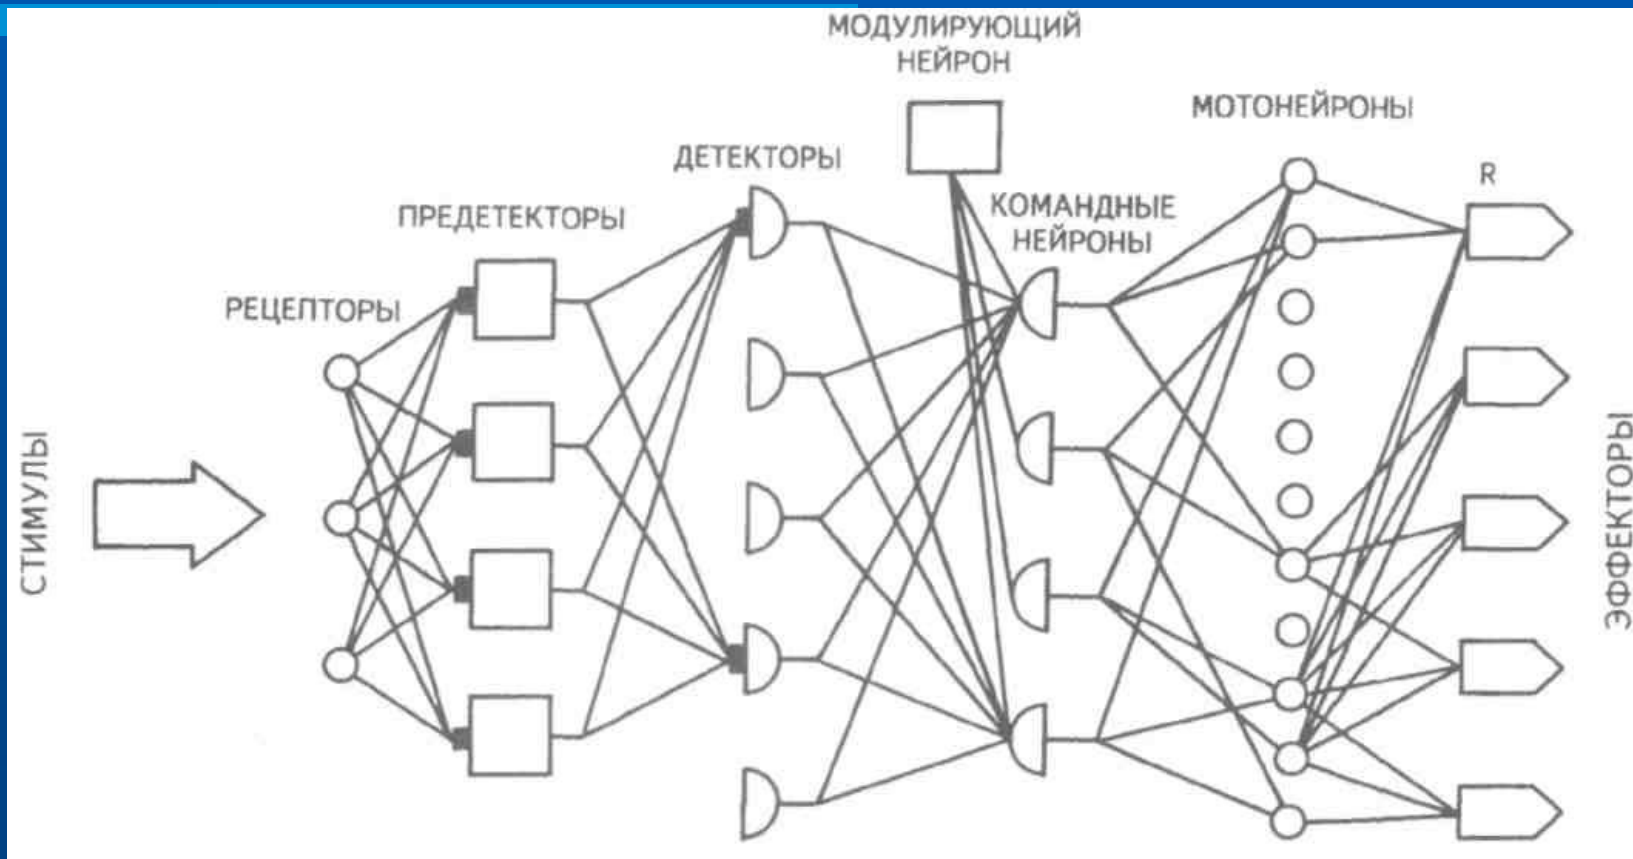 МОДУЛИРУЮЩИЙ
НЕЙРОН
МОТОНЕЙРОНЫ
ДЕТЕКТОРЫ
R
КОМАНДНЫЕ
НЕЙРОНЫ
ПРЕДЕТЕКТОРЫ
РЕЦЕПТОРЫ
СТИМУЛЫ
ЭФФЕКТОРЫ